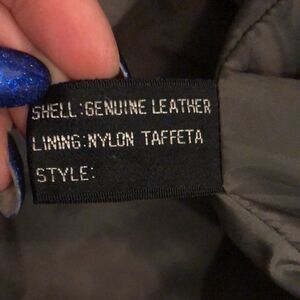 SHELL:GENUINE LEATHER
LINING:NYLON TAFFETA
STYLE: